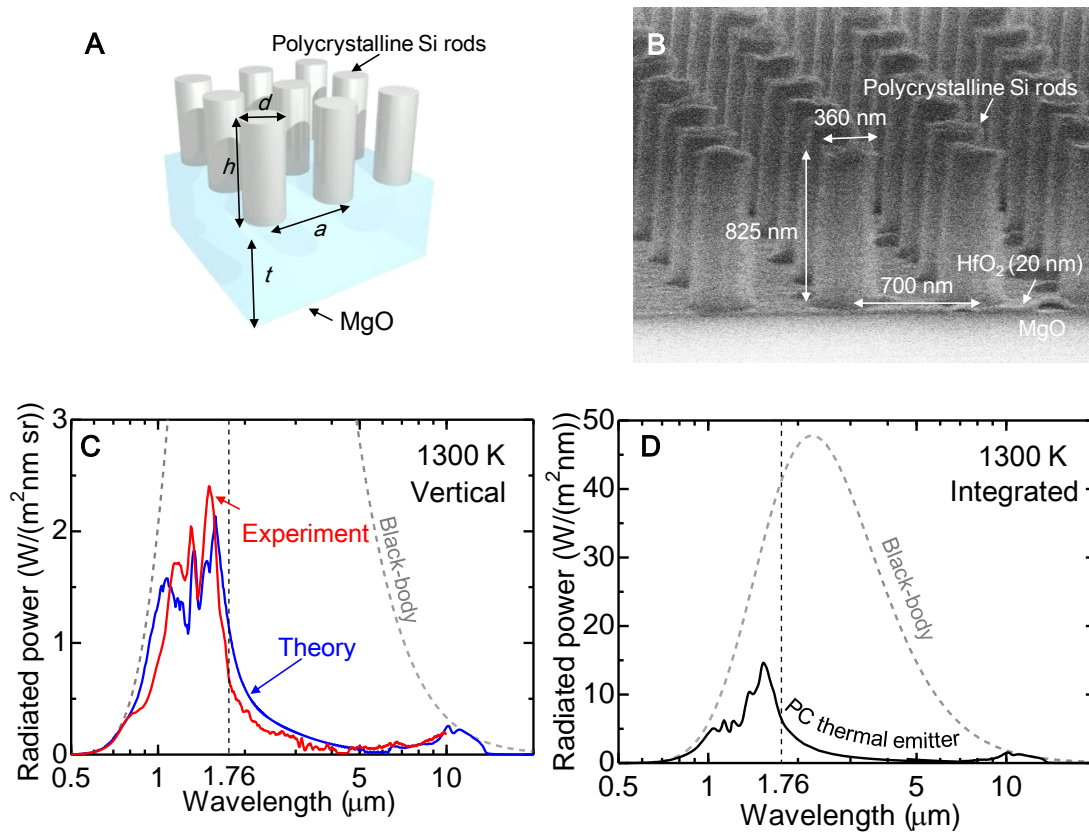 A
Polycrystalline Si rods
d
h
a
t
MgO
B
Polycrystalline Si rods
360 nm
825 nm
HfO₂ (20 nm)
700 nm
MgO
C
Radiated power (W/(m²nm sr))
3
2
1
0
1300 K
Vertical
Experiment
Black-body
Theory
0.5 1 1.76 5 10
Wavelength (μm)
D
Radiated power (W/(m²nm))
50
40
30
20
10
0
1300 K
Integrated
Black-body
PC thermal emitter
0.5 1 1.76 5 10
Wavelength (μm)